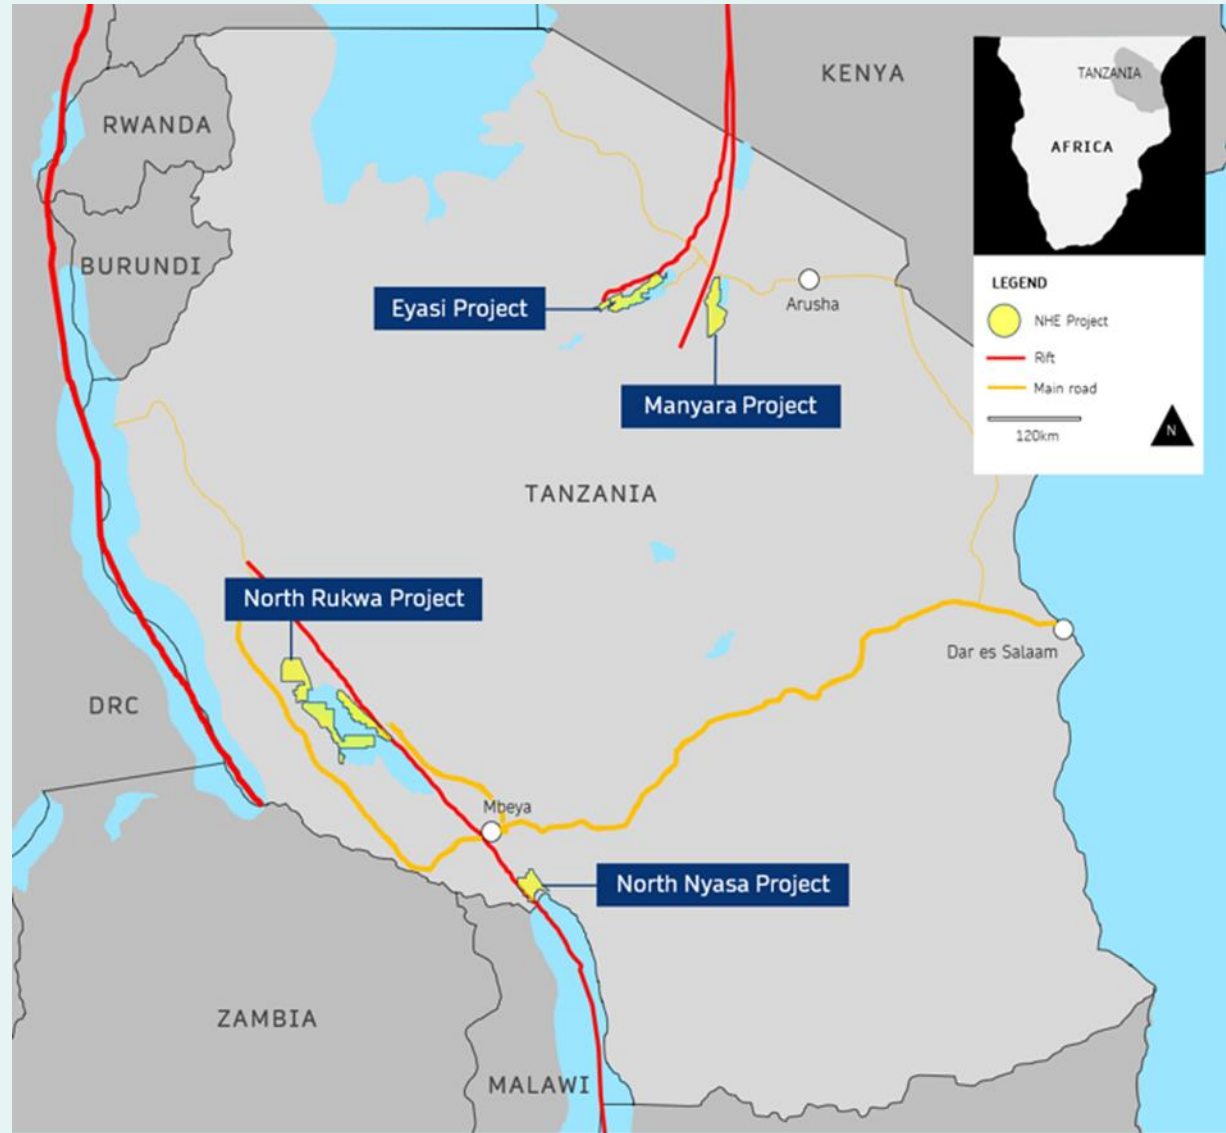 KENYA
TANZANIA
AFRICA
RWANDA
BURUNDI
LEGEND
NHE Project
Rift
Main road
120km
N
Eyasi Project
Arusha
Manyara Project
TANZANIA
North Rukwa Project
Dar es Salaam
DRC
Mbeya
North Nyasa Project
ZAMBIA
MALAWI